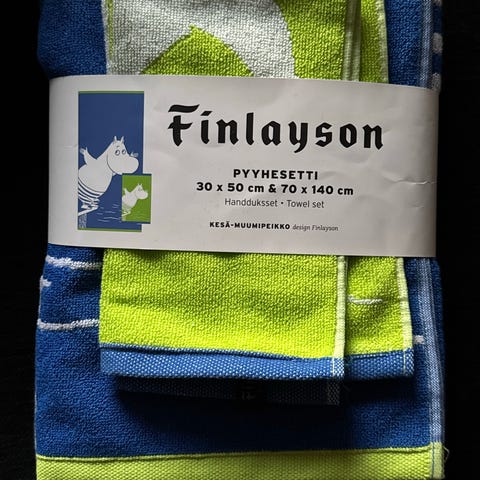 Finlayson
PYYHESETTI
30 x 50 cm & 70 x 140 cm
Handduksset • Towel set
KESÄ-MUUMIPEIKKO design Finlayson